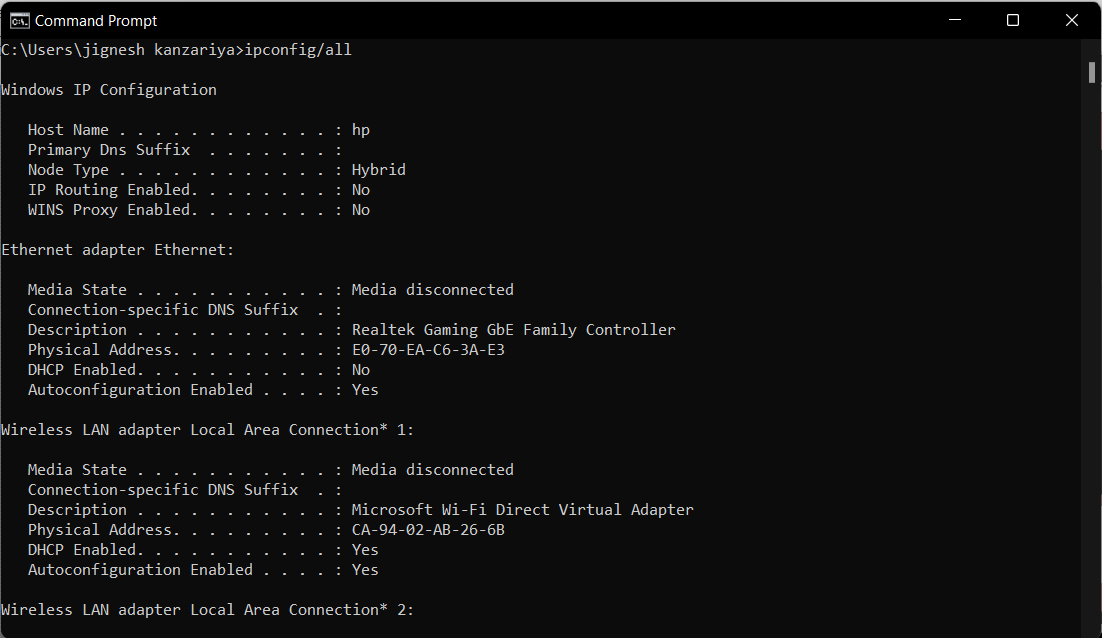 Command Prompt
C:\Users\jignesh kanzariya>ipconfig/all
Windows IP Configuration
Host Name . . . . . . . . . . . . : hp
Primary Dns Suffix  . . . . . . . :
Node Type . . . . . . . . . . . . : Hybrid
IP Routing Enabled. . . . . . . . : No
WINS Proxy Enabled. . . . . . . . : No
Ethernet adapter Ethernet:
Media State . . . . . . . . . . . : Media disconnected
Connection-specific DNS Suffix  . :
Description . . . . . . . . . . . : Realtek Gaming GbE Family Controller
Physical Address. . . . . . . . . : E0-70-EA-C6-3A-E3
DHCP Enabled. . . . . . . . . . . : No
Autoconfiguration Enabled . . . . : Yes
Wireless LAN adapter Local Area Connection* 1:
Media State . . . . . . . . . . . : Media disconnected
Connection-specific DNS Suffix  . :
Description . . . . . . . . . . . : Microsoft Wi-Fi Direct Virtual Adapter
Physical Address. . . . . . . . . : CA-94-02-AB-26-6B
DHCP Enabled. . . . . . . . . . . : Yes
Autoconfiguration Enabled . . . . : Yes
Wireless LAN adapter Local Area Connection* 2: